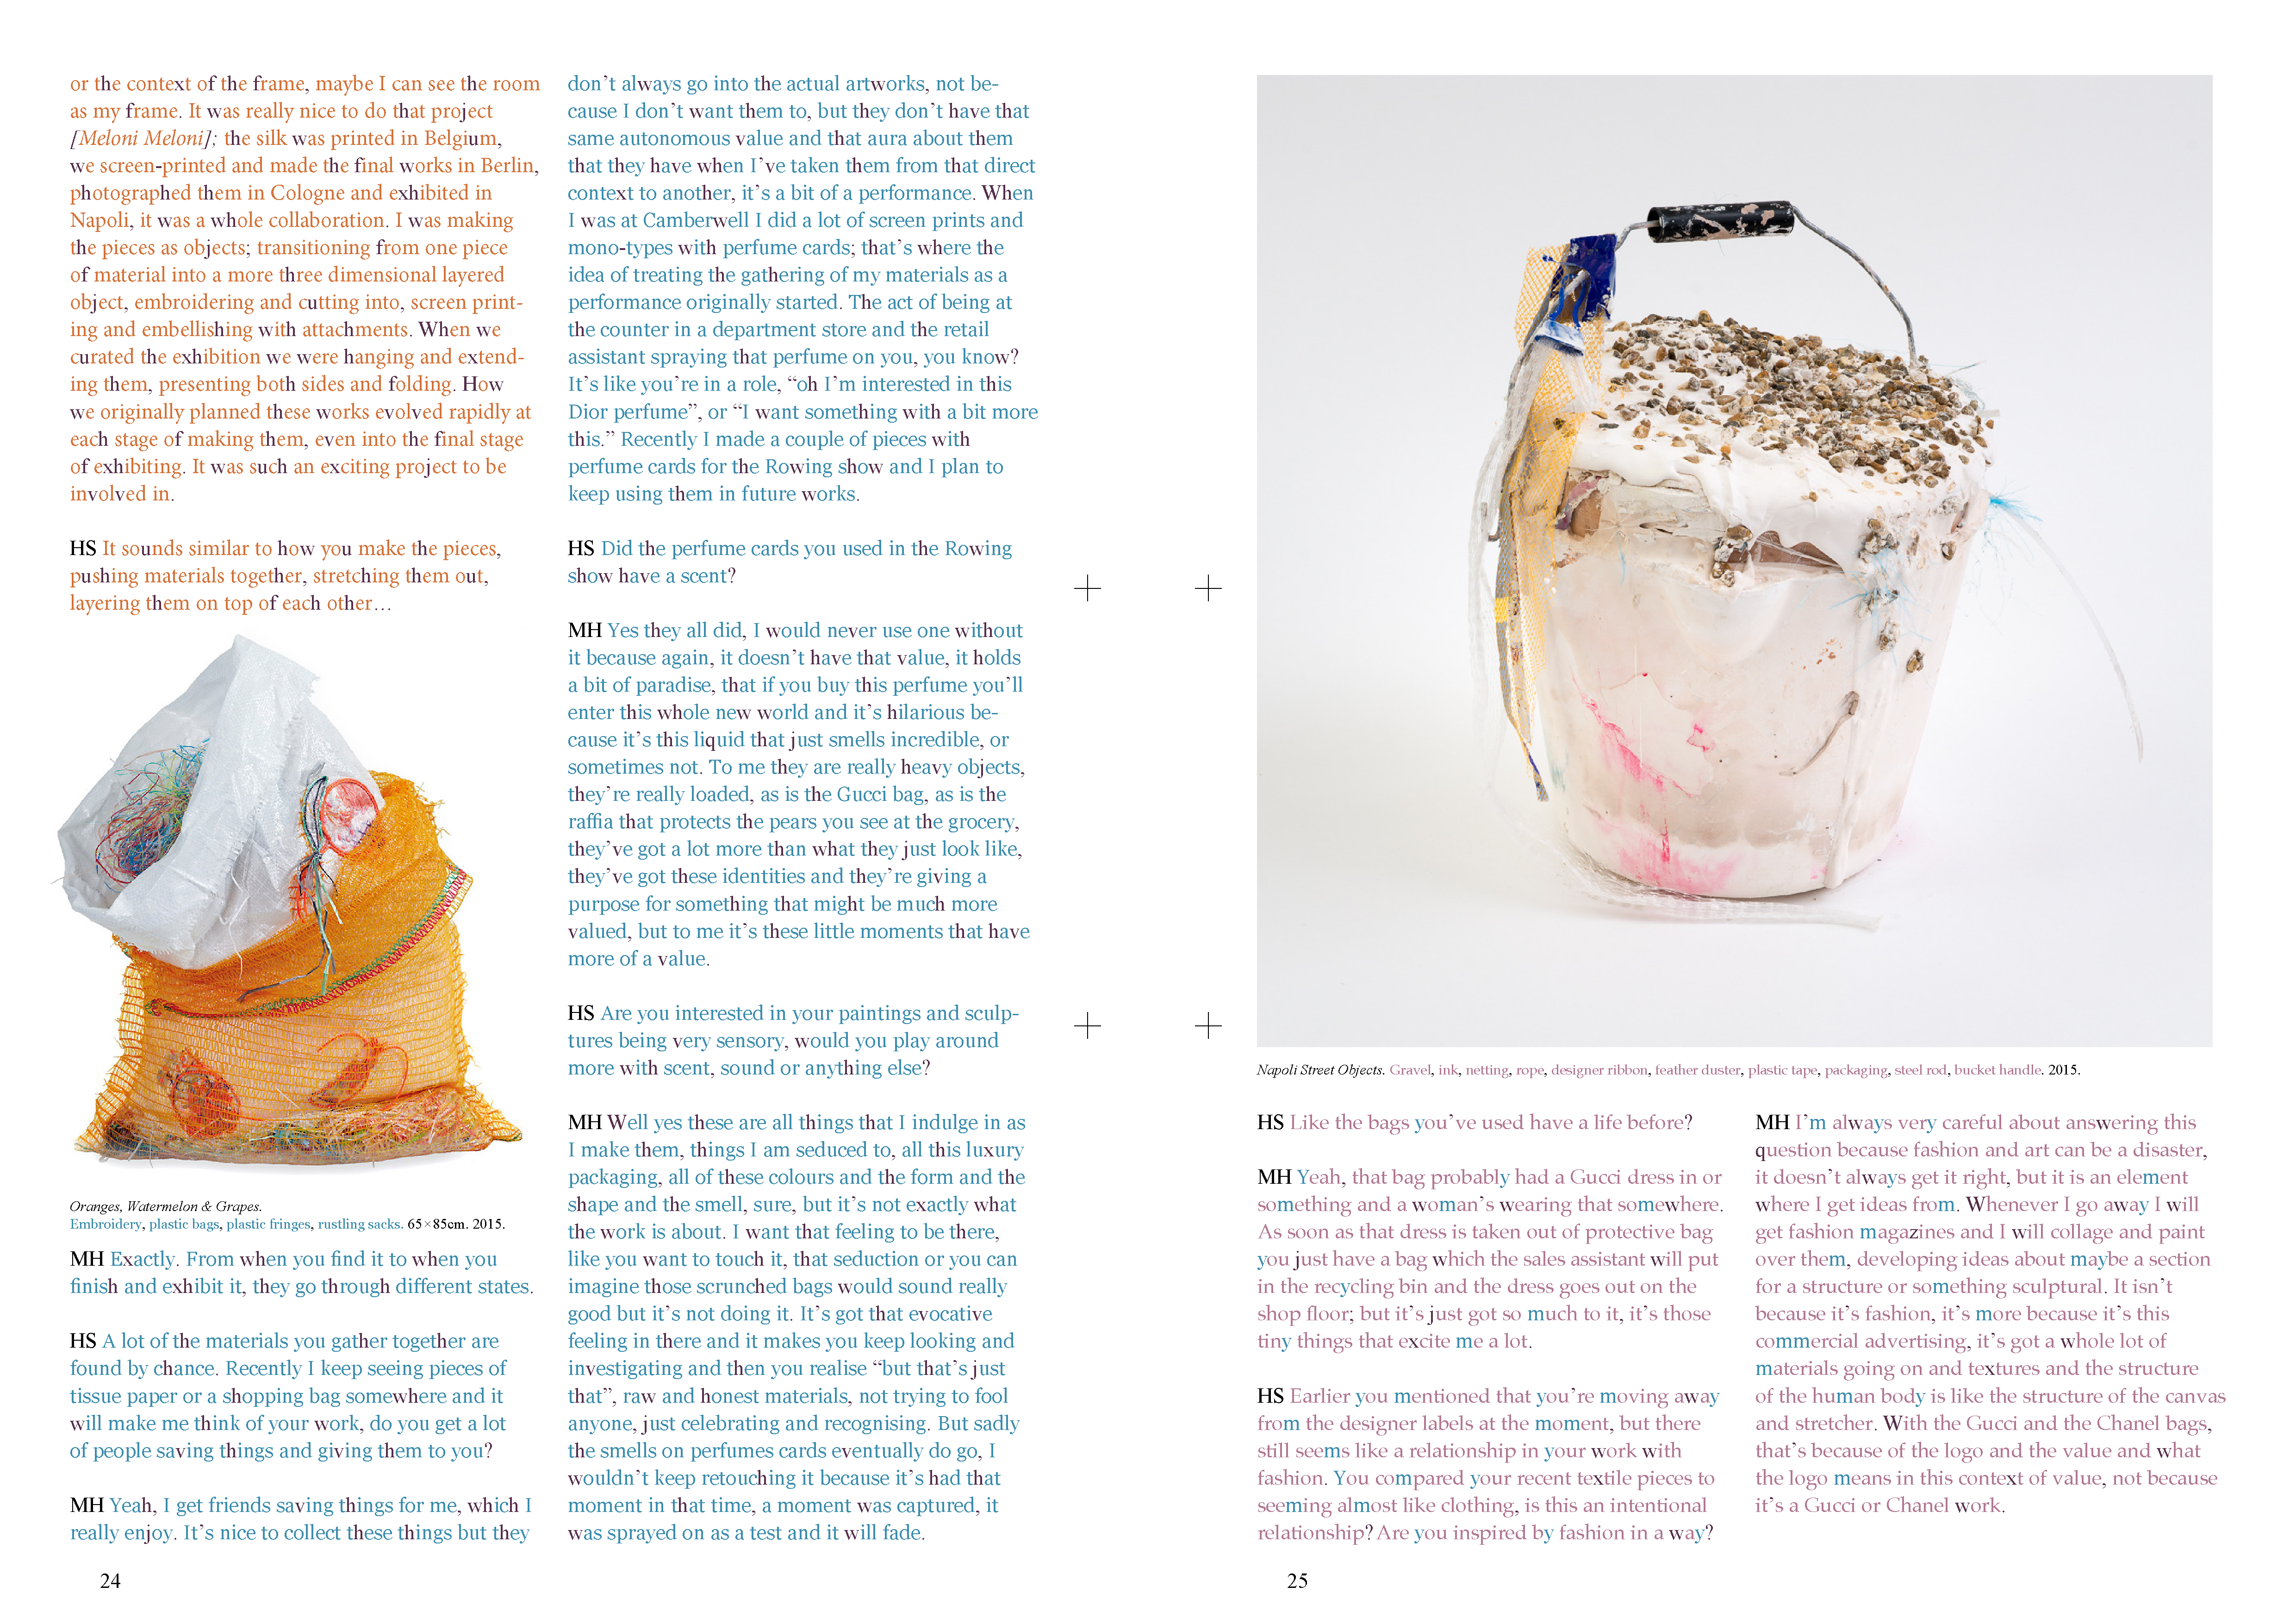 or the context of the frame, maybe I can see the room
as my frame. It was really nice to do that project
[Meloni Meloni]; the silk was printed in Belgium,
we screen-printed and made the final works in Berlin,
photographed them in Cologne and exhibited in
Napoli, it was a whole collaboration. I was making
the pieces as objects; transitioning from one piece
of material into a more three dimensional layered
object, embroidering and cutting into, screen print-
ing and embellishing with attachments. When we
curated the exhibition we were hanging and extend-
ing them, presenting both sides and folding. How
we originally planned these works evolved rapidly at
each stage of making them, even into the final stage
of exhibiting. It was such an exciting project to be
involved in.
HS It sounds similar to how you make the pieces,
pushing materials together, stretching them out,
layering them on top of each other…
Oranges, Watermelon & Grapes.
Embroidery, plastic bags, plastic fringes, rustling sacks. 65×85cm. 2015.
MH Exactly. From when you find it to when you
finish and exhibit it, they go through different states.
HS A lot of the materials you gather together are
found by chance. Recently I keep seeing pieces of
tissue paper or a shopping bag somewhere and it
will make me think of your work, do you get a lot
of people saving things and giving them to you?
MH Yeah, I get friends saving things for me, which I
really enjoy. It’s nice to collect these things but they
don’t always go into the actual artworks, not be-
cause I don’t want them to, but they don’t have that
same autonomous value and that aura about them
that they have when I’ve taken them from that direct
context to another, it’s a bit of a performance. When
I was at Camberwell I did a lot of screen prints and
mono-types with perfume cards; that’s where the
idea of treating the gathering of my materials as a
performance originally started. The act of being at
the counter in a department store and the retail
assistant spraying that perfume on you, you know?
It’s like you’re in a role, “oh I’m interested in this
Dior perfume”, or “I want something with a bit more
this.” Recently I made a couple of pieces with
perfume cards for the Rowing show and I plan to
keep using them in future works.
HS Did the perfume cards you used in the Rowing
show have a scent?
MH Yes they all did, I would never use one without
it because again, it doesn’t have that value, it holds
a bit of paradise, that if you buy this perfume you’ll
enter this whole new world and it’s hilarious be-
cause it’s this liquid that just smells incredible, or
sometimes not. To me they are really heavy objects,
they’re really loaded, as is the Gucci bag, as is the
raffia that protects the pears you see at the grocery,
they’ve got a lot more than what they just look like,
they’ve got these identities and they’re giving a
purpose for something that might be much more
valued, but to me it’s these little moments that have
more of a value.
HS Are you interested in your paintings and sculp-
tures being very sensory, would you play around
more with scent, sound or anything else?
MH Well yes these are all things that I indulge in as
I make them, things I am seduced to, all this luxury
packaging, all of these colours and the form and the
shape and the smell, sure, but it’s not exactly what
the work is about. I want that feeling to be there,
like you want to touch it, that seduction or you can
imagine those scrunched bags would sound really
good but it’s not doing it. It’s got that evocative
feeling in there and it makes you keep looking and
investigating and then you realise “but that’s just
that”, raw and honest materials, not trying to fool
anyone, just celebrating and recognising. But sadly
the smells on perfumes cards eventually do go, I
wouldn’t keep retouching it because it’s had that
moment in that time, a moment was captured, it
was sprayed on as a test and it will fade.
24
Napoli Street Objects. Gravel, ink, netting, rope, designer ribbon, feather duster, plastic tape, packaging, steel rod, bucket handle. 2015.
HS Like the bags you’ve used have a life before?
MH Yeah, that bag probably had a Gucci dress in or
something and a woman’s wearing that somewhere.
As soon as that dress is taken out of protective bag
you just have a bag which the sales assistant will put
in the recycling bin and the dress goes out on the
shop floor; but it’s just got so much to it, it’s those
tiny things that excite me a lot.
HS Earlier you mentioned that you’re moving away
from the designer labels at the moment, but there
still seems like a relationship in your work with
fashion. You compared your recent textile pieces to
seeming almost like clothing, is this an intentional
relationship? Are you inspired by fashion in a way?
MH I’m always very careful about answering this
question because fashion and art can be a disaster,
it doesn’t always get it right, but it is an element
where I get ideas from. Whenever I go away I will
get fashion magazines and I will collage and paint
over them, developing ideas about maybe a section
for a structure or something sculptural. It isn’t
because it’s fashion, it’s more because it’s this
commercial advertising, it’s got a whole lot of
materials going on and textures and the structure
of the human body is like the structure of the canvas
and stretcher. With the Gucci and the Chanel bags,
that’s because of the logo and the value and what
the logo means in this context of value, not because
it’s a Gucci or Chanel work.
25